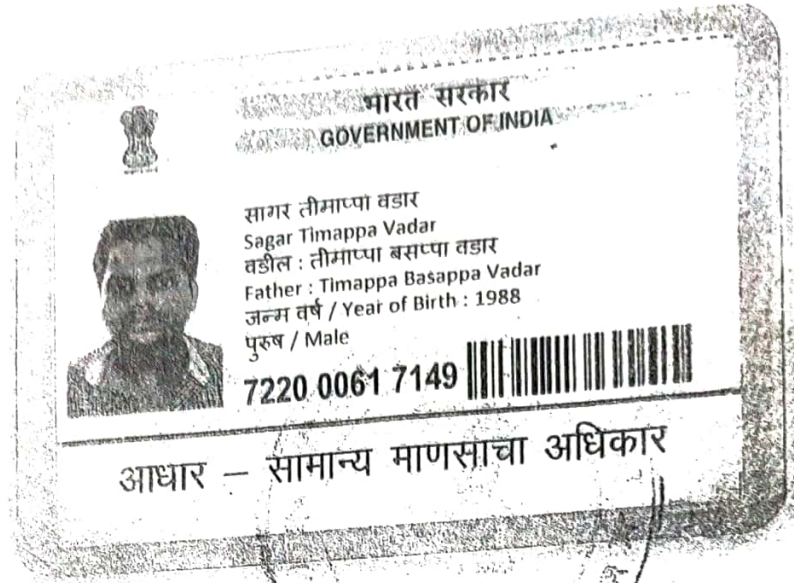 भारत सरकार
GOVERNMENT OF INDIA
सागर तीमाप्पा वडार
Sagar Timappa Vadar
वडील : तीमाप्पा बसप्पा वडार
Father : Timappa Basappa Vadar
जन्म वर्ष / Year of Birth : 1988
पुरुष / Male
7220 0061 7149
आधार – सामान्य माणसाचा अधिकार